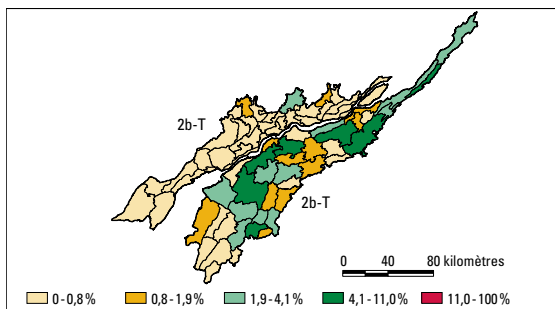 2b-T
2b-T
0 40 80 kilomètres
0 - 0,8 % 0,8 - 1,9 % 1,9 - 4,1 % 4,1 - 11,0 % 11,0 - 100 %